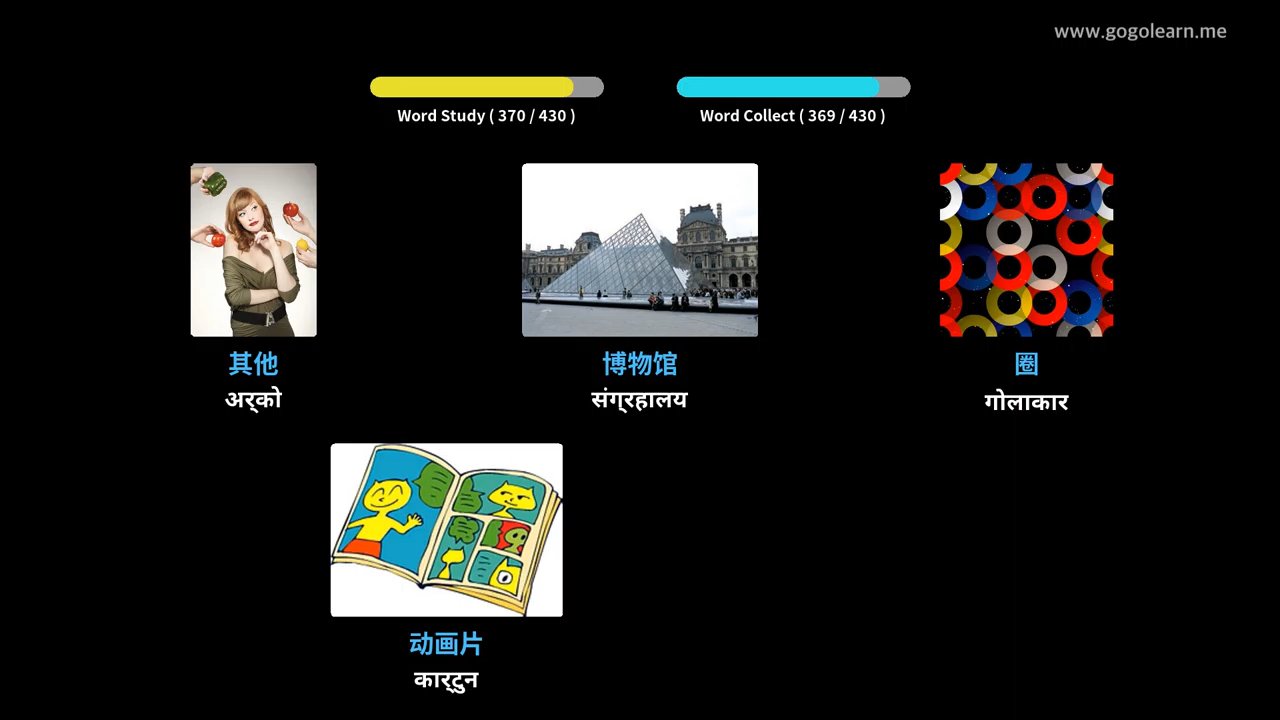 www.gogolearn.me
Word Study ( 370 / 430 )
Word Collect ( 369 / 430 )
其他
अर्‌को
博物馆
संग्‌रहालय
圈
गोलाकार
动画片
कार्‌टुन